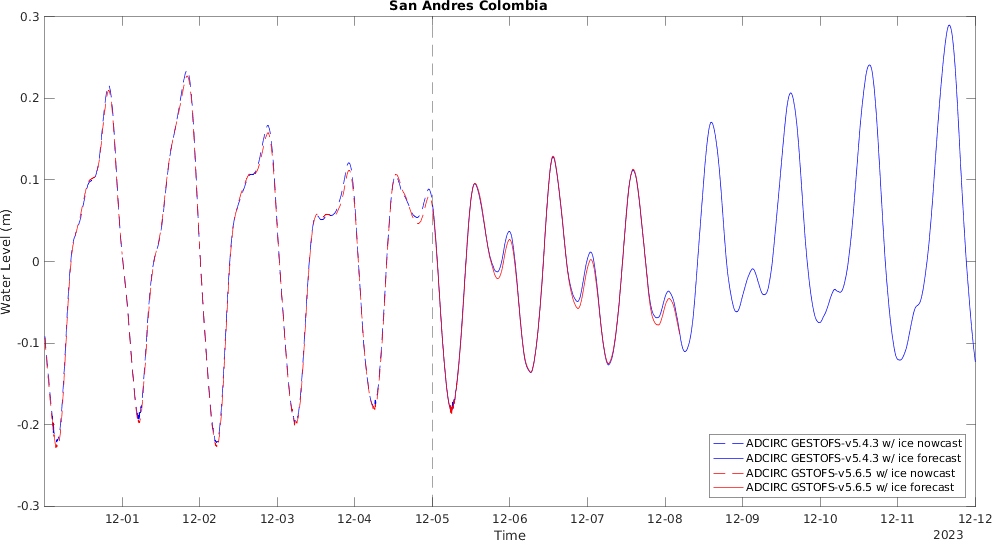 San Andres Colombia
0.3
0.2
0.1
0
-0.1
-0.2
-0.3
Water Level (m)
ADCIRC GESTOFS-v5.4.3 w/ ice nowcast
ADCIRC GESTOFS-v5.4.3 w/ ice forecast
ADCIRC GSTOFS-v5.6.5 w/ ice nowcast
ADCIRC GSTOFS-v5.6.5 w/ ice forecast
12-01 12-02 12-03 12-04 12-05 12-06 12-07 12-08 12-09 12-10 12-11 12-12
Time
2023